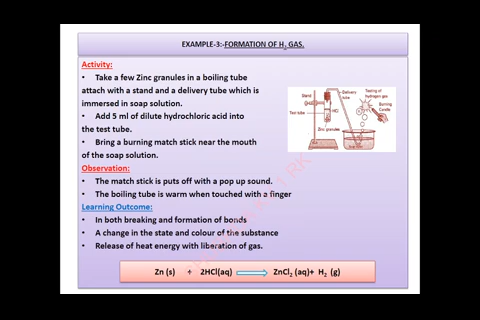 EXAMPLE-3:-FORMATION OF H2 GAS.
Activity:
• Take a few Zinc granules in a boiling tube
attach with a stand and a delivery tube which is
immersed in soap solution.
• Add 5 ml of dilute hydrochloric acid into
the test tube.
• Bring a burning match stick near the mouth
of the soap solution.
Observation:
• The match stick is puts off with a pop up sound.
• The boiling tube is warm when touched with a finger
Learning Outcome:
• In both breaking and formation of bonds
• A change in the state and colour of the substance
• Release of heat energy with liberation of gas.
Stand
Delivery
tube
Testing of
hydrogen gas
Burning
Candle
HCl
Test tube
Zinc granules
Zn (s) + 2HCl(aq) ZnCl2 (aq)+ H2 (g)